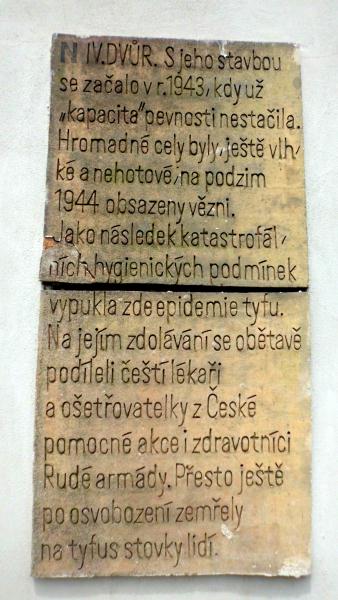 N IV. DVŮR. S jeho stavbou
se začalo v r. 1943, kdy už
„kapacita" pevnosti nestačila.
Hromadné cely byly, ještě vlh-
ké a nehotové, na podzim
1944 obsazeny vězni.
Jako následek katastrofál-
ních hygienických podmínek
vypukla zde epidemie tyfu.
Na jejím zdolávání se obětavě
podíleli čeští lékaři
a ošetřovatelky z České
pomocné akce i zdravotníci
Rudé armády. Přesto ještě
po osvobození zemřely
na tyfus stovky lidí.